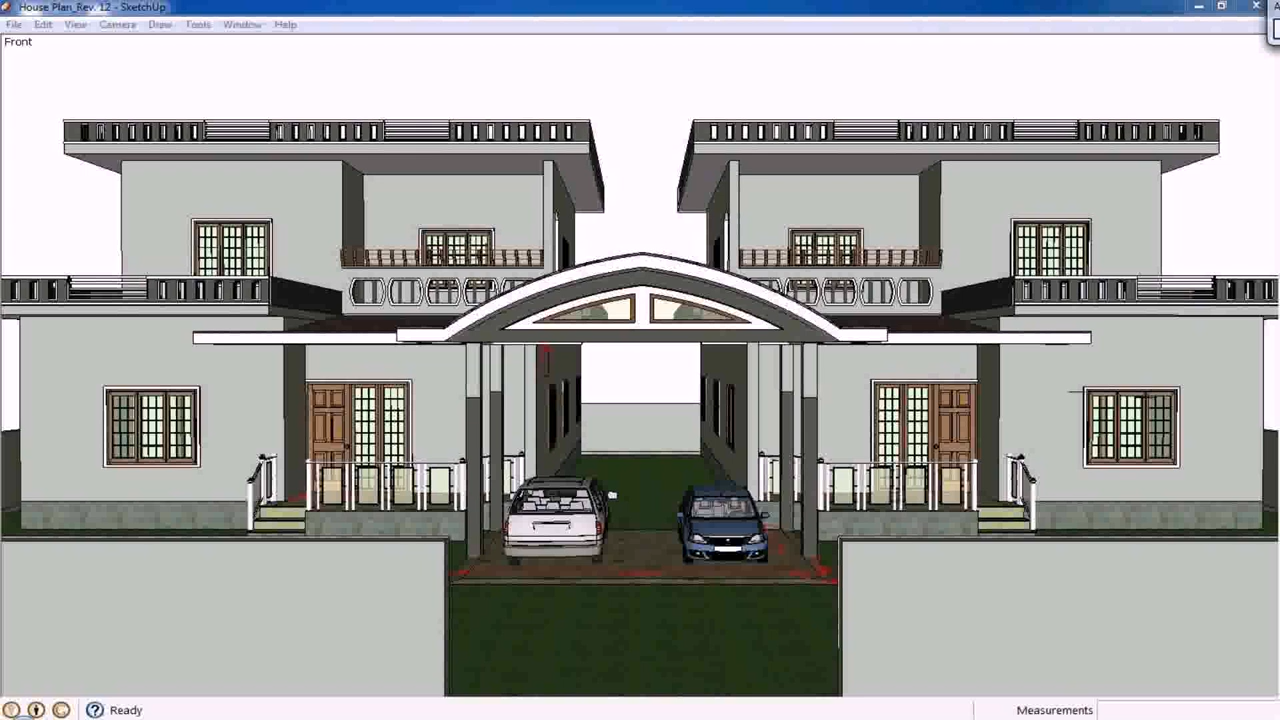 House Plan_Rev. 12 - SketchUp
File Edit View Camera Draw Tools Window Help
Front
Ready
Measurements